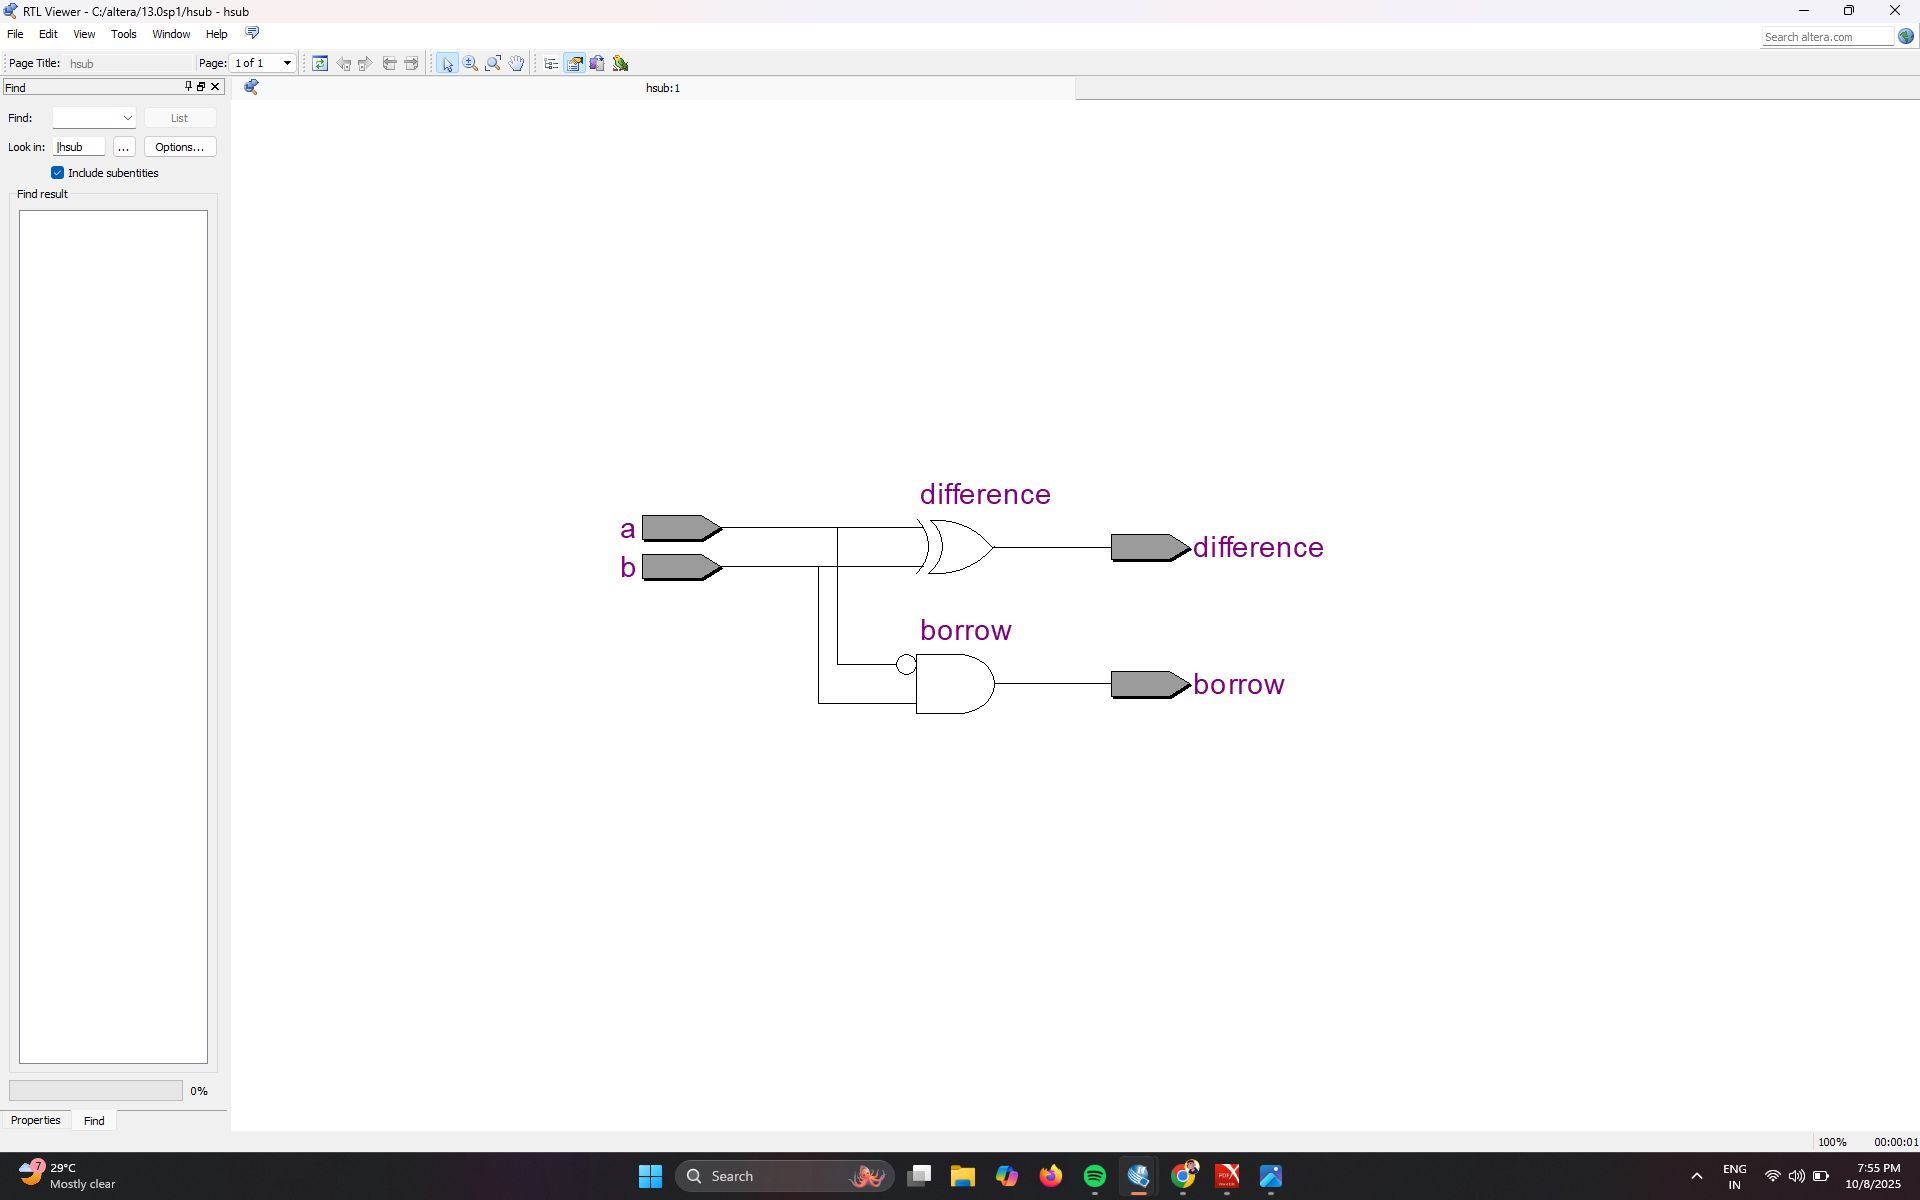 RTL Viewer - C:/altera/13.0sp1/hsub - hsub
File Edit View Tools Window Help
Search altera.com
Page Title: hsub Page: 1 of 1
Find
hsub:1
Find: List
Look in: |hsub ... Options...
Include subentities
Find result
difference
a
difference
b
borrow
borrow
0%
Properties Find
100% 00:00:01
7
29°C
Mostly clear
Search
PDF X
ENG
IN
7:55 PM
10/8/2025